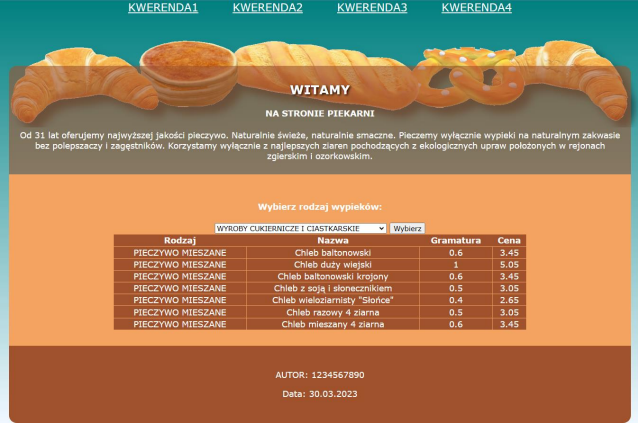 KWERENDA1 KWERENDA2 KWERENDA3 KWERENDA4
WITAMY
NA STRONIE PIEKARNI
Od 31 lat oferujemy najwyższej jakości pieczywo. Naturalnie świeże, naturalnie smaczne. Pieczemy wyłącznie wypieki na naturalnym zakwasie
bez polepszaczy i zagęstników. Korzystamy wyłącznie z najlepszych ziaren pochodzących z ekologicznych upraw położonych w rejonach
zgierskim i ozorkowskim.
Wybierz rodzaj wypieków:
WYROBY CUKIERNICZE I CIASTKARSKIE Wybierz
Rodzaj Nazwa Gramatura Cena
PIECZYWO MIESZANE Chleb baltonowski 0.6 3.45
PIECZYWO MIESZANE Chleb duży wiejski 1 5.05
PIECZYWO MIESZANE Chleb baltonowski krojony 0.6 3.45
PIECZYWO MIESZANE Chleb z soją i słonecznikiem 0.5 3.05
PIECZYWO MIESZANE Chleb wieloziarnisty "Słońce" 0.4 2.65
PIECZYWO MIESZANE Chleb razowy 4 ziarna 0.5 3.05
PIECZYWO MIESZANE Chleb mieszany 4 ziarna 0.6 3.45
AUTOR: 1234567890
Data: 30.03.2023